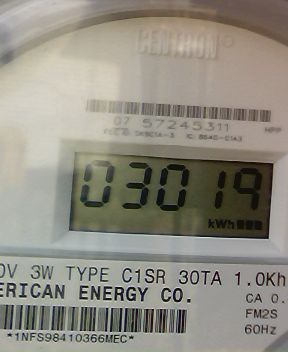 CENTRON®
07 57245311
HPP
03019
kWh
0V 3W TYPE C1SR 30TA 1.0Kh
ERICAN ENERGY CO.
CA 0.
FM2S
60Hz
*1NFS98410366MEC*